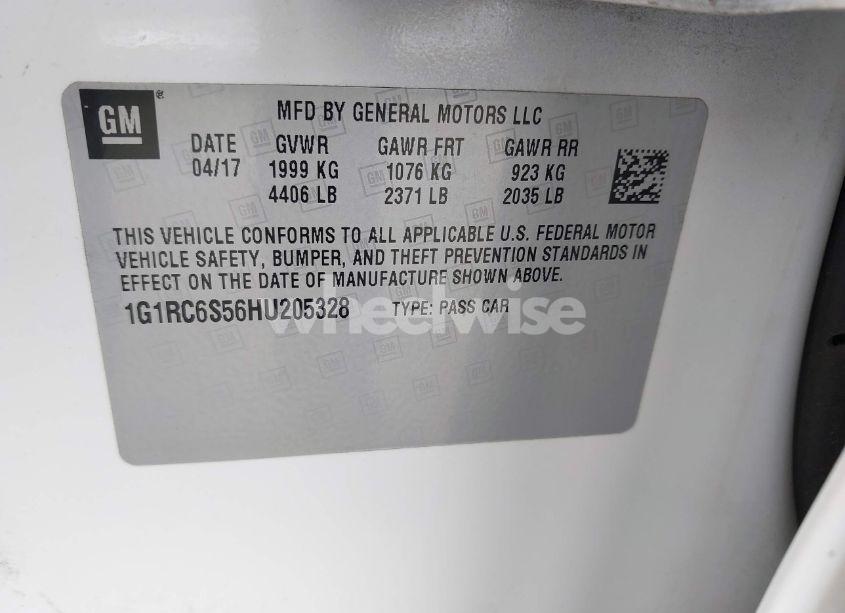 GM
®
MFD BY GENERAL MOTORS LLC
DATE GVWR GAWR FRT GAWR RR
04/17 1999 KG 1076 KG 923 KG
4406 LB 2371 LB 2035 LB
THIS VEHICLE CONFORMS TO ALL APPLICABLE U.S. FEDERAL MOTOR
VEHICLE SAFETY, BUMPER, AND THEFT PREVENTION STANDARDS IN
EFFECT ON THE DATE OF MANUFACTURE SHOWN ABOVE.
1G1RC6S56HU205328 TYPE: PASS CAR
wheelwise